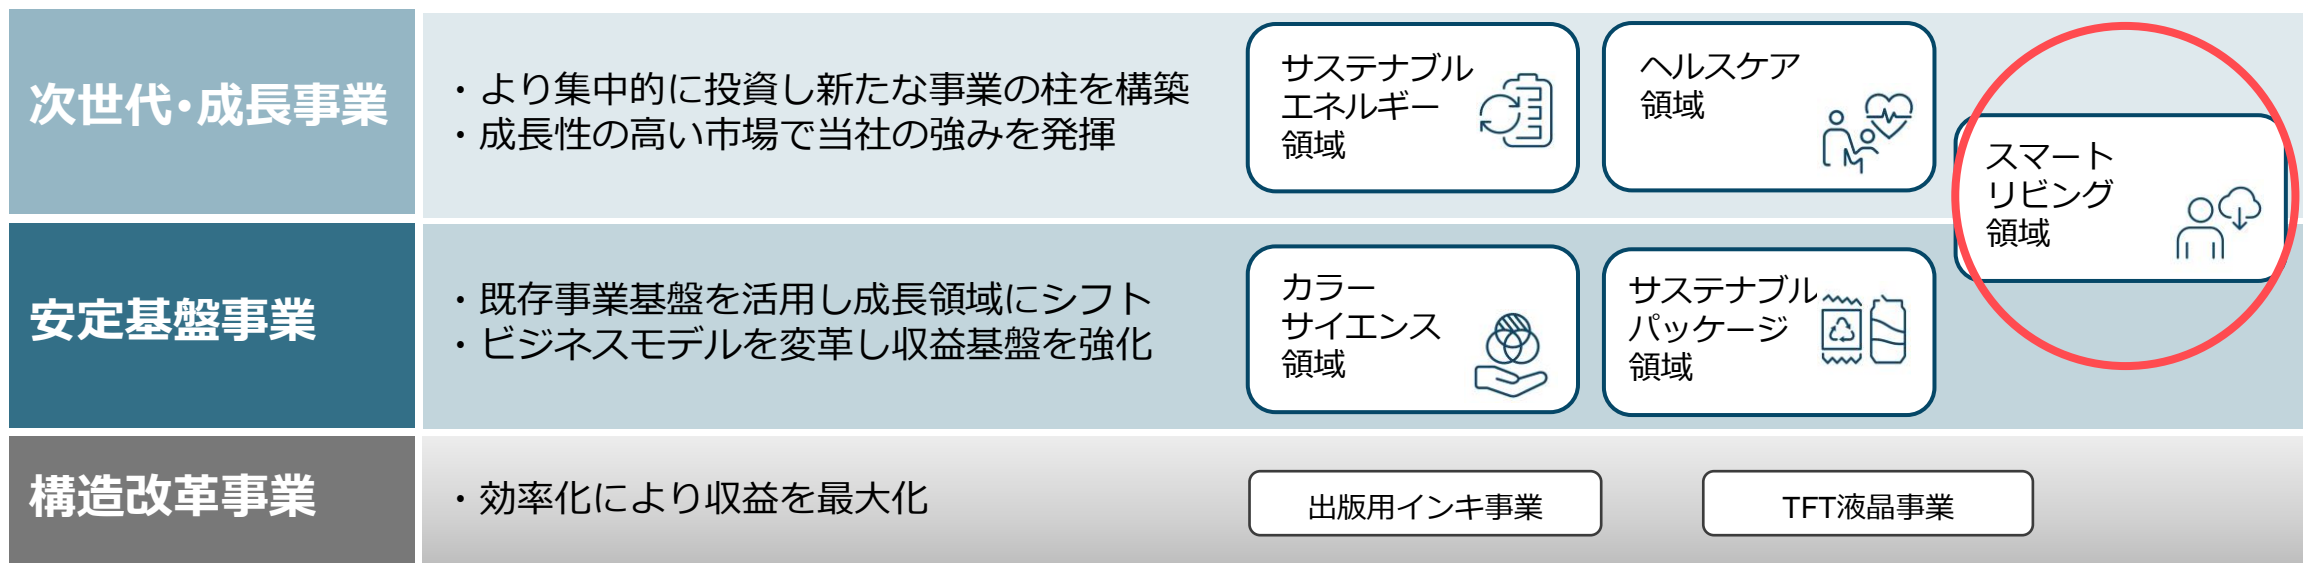 次世代・成長事業
・より集中的に投資し新たな事業の柱を構築
・成長性の高い市場で当社の強みを発揮
サステナブル
エネルギー
領域
ヘルスケア
領域
スマート
リビング
領域
安定基盤事業
・既存事業基盤を活用し成長領域にシフト
・ビジネスモデルを変革し収益基盤を強化
カラー
サイエンス
領域
サステナブル
パッケージ
領域
構造改革事業
・効率化により収益を最大化
出版用インキ事業
TFT液晶事業